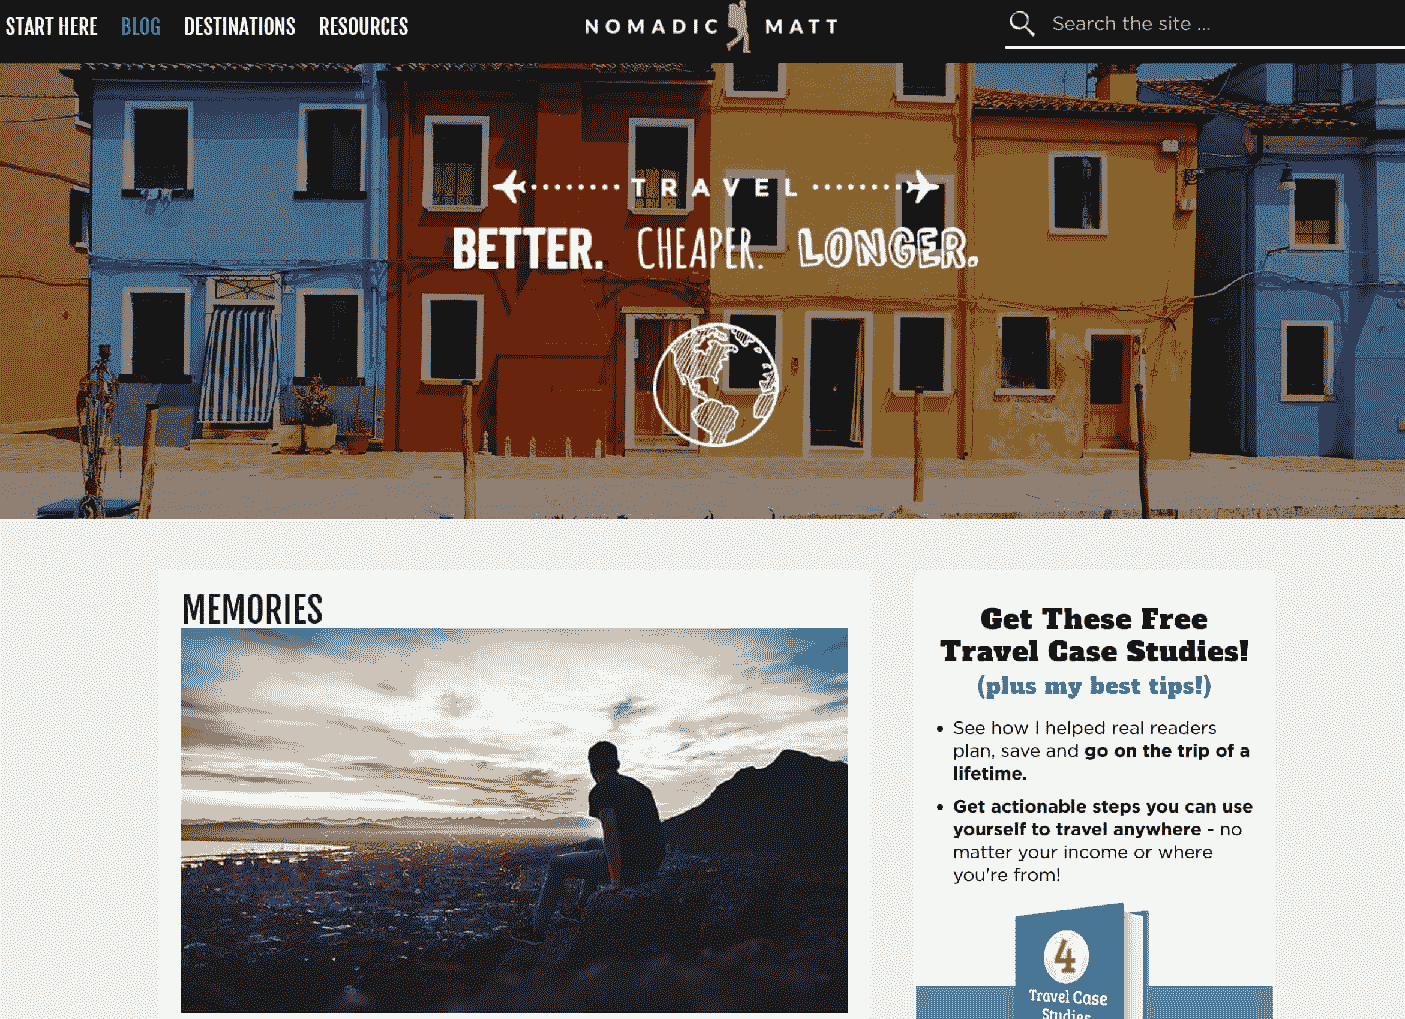 START HERE BLOG DESTINATIONS RESOURCES
NOMADIC MATT
Search the site ...
TRAVEL
BETTER. CHEAPER. LONGER.
MEMORIES
Get These Free
Travel Case Studies!
(plus my best tips!)
• See how I helped real readers
plan, save and go on the trip of a
lifetime.
• Get actionable steps you can use
yourself to travel anywhere - no
matter your income or where
you're from!
4
Travel Case
Studies